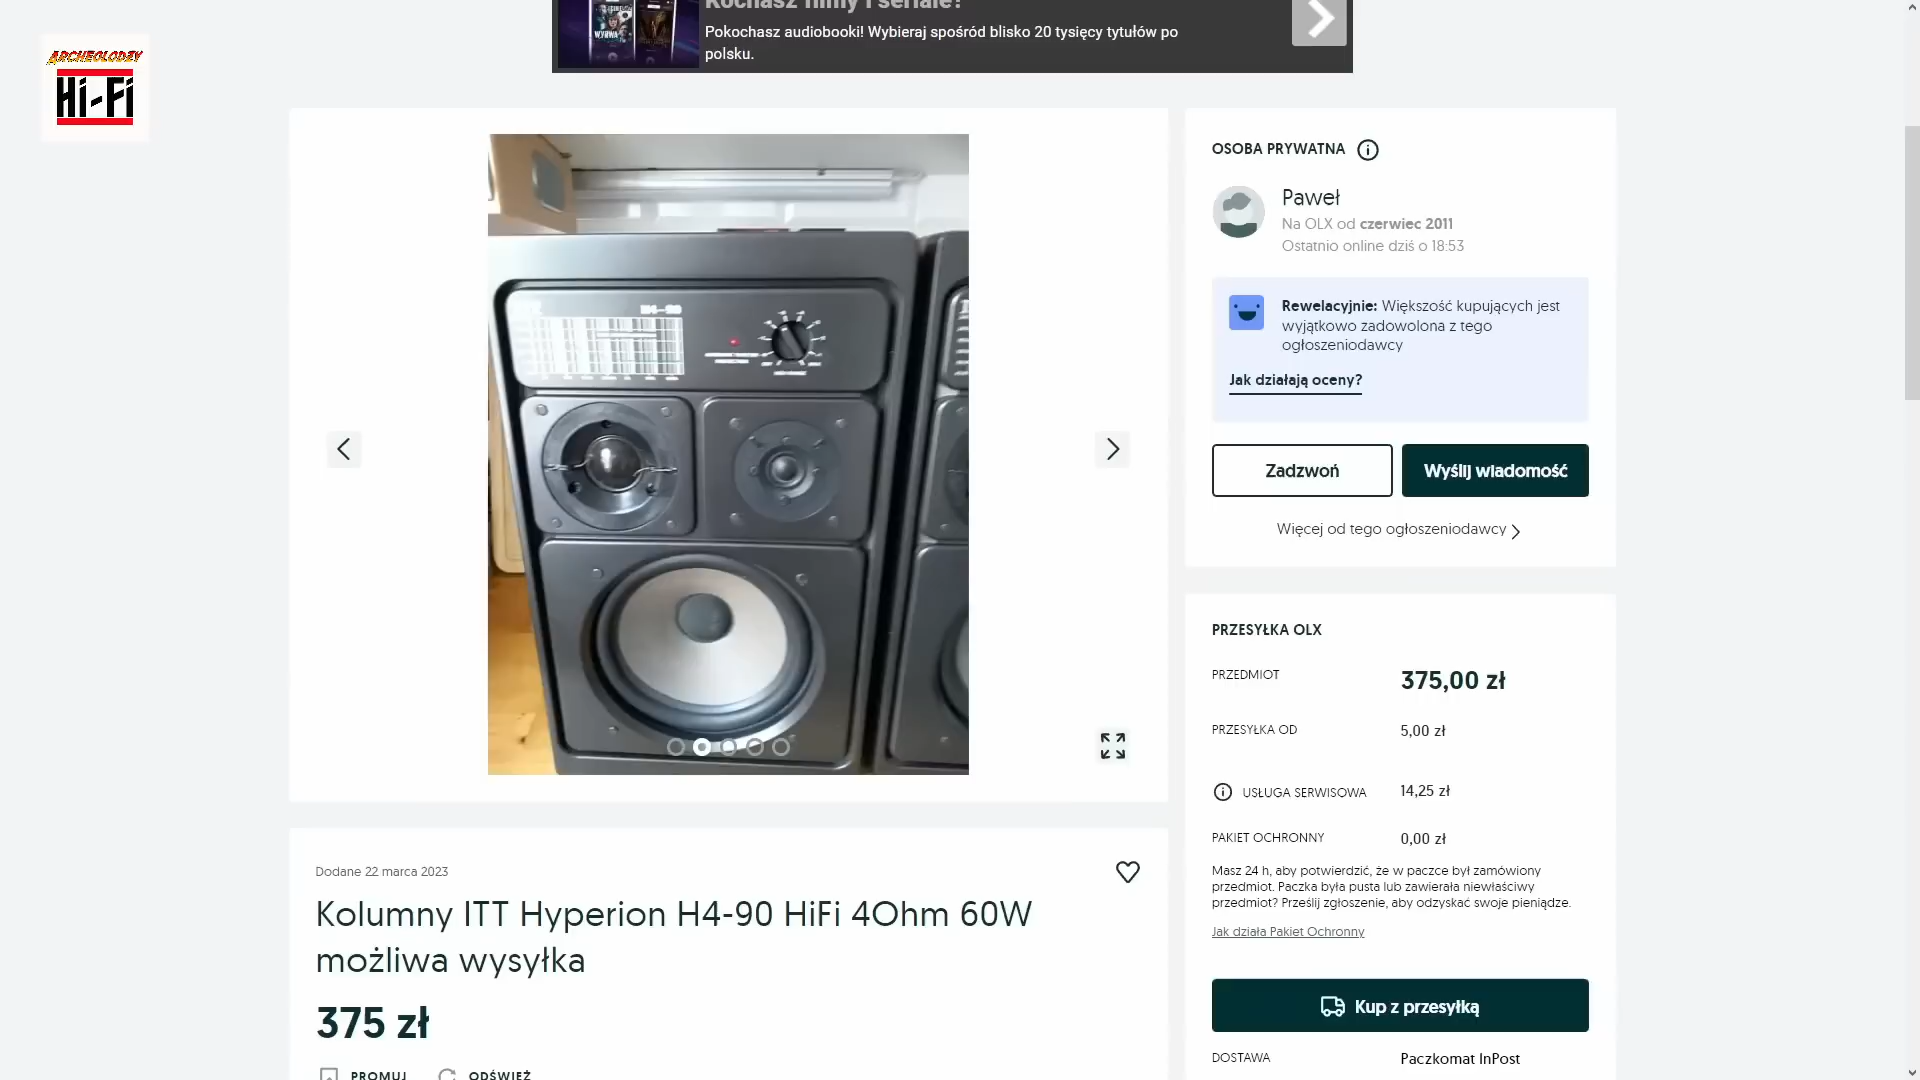 Kochasz filmy i seriale?
Pokochasz audiobooki! Wybieraj spośród blisko 20 tysięcy tytułów po
polsku.
ARCHEOLODZY
Hi-Fi
H4-90
OSOBA PRYWATNA
Paweł
Na OLX od czerwiec 2011
Ostatnio online dziś o 18:53
Rewelacyjnie: Większość kupujących jest
wyjątkowo zadowolona z tego
ogłoszeniodawcy
Jak działają oceny?
Zadzwoń
Wyślij wiadomość
Więcej od tego ogłoszeniodawcy
PRZESYŁKA OLX
PRZEDMIOT
375,00 zł
PRZESYŁKA OD
5,00 zł
USŁUGA SERWISOWA
14,25 zł
PAKIET OCHRONNY
0,00 zł
Masz 24 h, aby potwierdzić, że w paczce był zamówiony
przedmiot. Paczka była pusta lub zawierała niewłaściwy
przedmiot? Prześlij zgłoszenie, aby odzyskać swoje pieniądze.
Jak działa Pakiet Ochronny
Kup z przesyłką
DOSTAWA
Paczkomat InPost
Dodane 22 marca 2023
Kolumny ITT Hyperion H4-90 HiFi 4Ohm 60W
możliwa wysyłka
375 zł
PROMUJ
ODŚWIEŻ